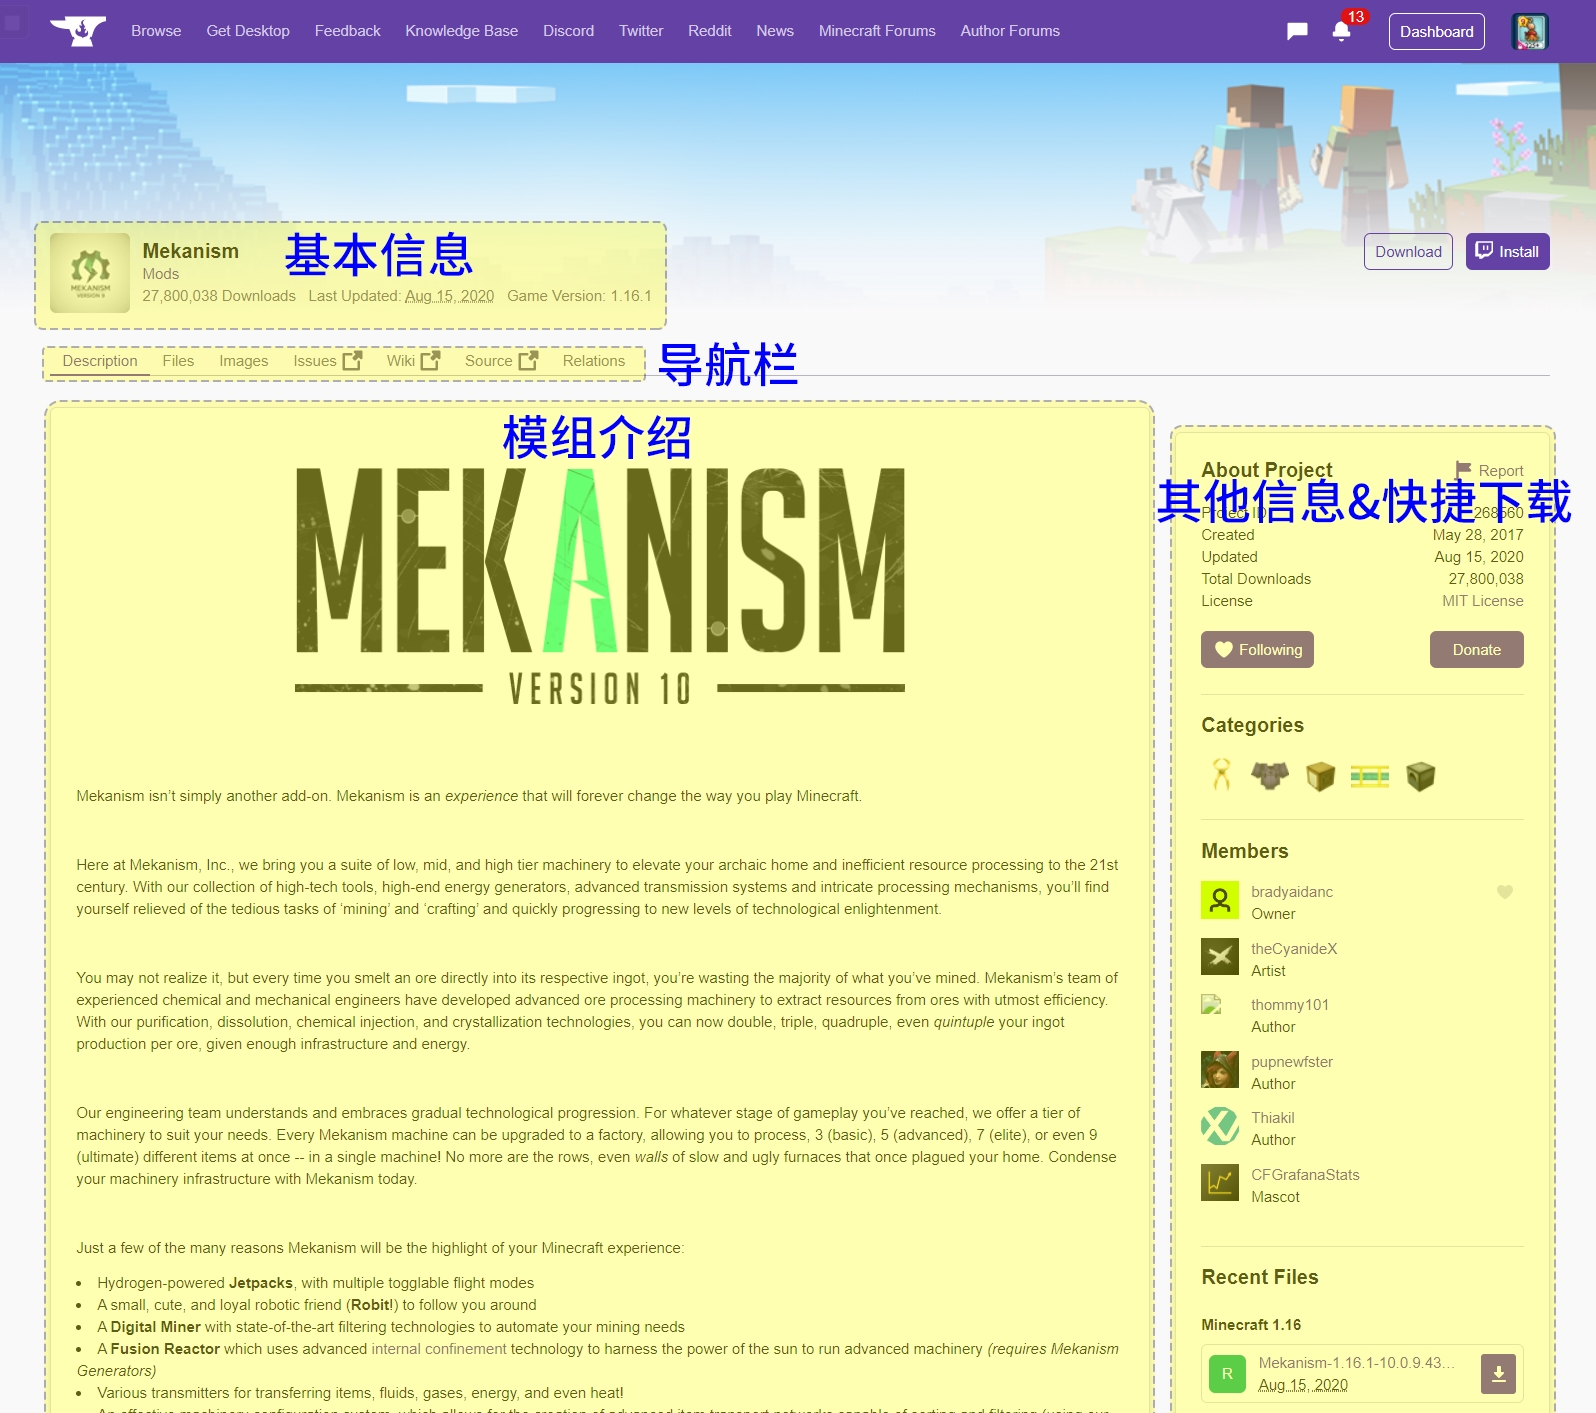 Browse Get Desktop Feedback Knowledge Base Discord Twitter Reddit News Minecraft Forums Author Forums 13 Dashboard
Mekanism
基本信息
MEKANISM
Mods
27,800,038 Downloads Last Updated: Aug 15, 2020 Game Version: 1.16.1
Download Install
Description Files Images Issues Wiki Source Relations
导航栏
模组介绍
MEKANISM
VERSION 10
Mekanism isn’t simply another add-on. Mekanism is an experience that will forever change the way you play Minecraft.
Here at Mekanism, Inc., we bring you a suite of low, mid, and high tier machinery to elevate your archaic home and inefficient resource processing to the 21st
century. With our collection of high-tech tools, high-end energy generators, advanced transmission systems and intricate processing mechanisms, you’ll find
yourself relieved of the tedious tasks of ‘mining’ and ‘crafting’ and quickly progressing to new levels of technological enlightenment.
You may not realize it, but every time you smelt an ore directly into its respective ingot, you’re wasting the majority of what you’ve mined. Mekanism’s team of
experienced chemical and mechanical engineers have developed advanced ore processing machinery to extract resources from ores with utmost efficiency.
With our purification, dissolution, chemical injection, and crystallization technologies, you can now double, triple, quadruple, even quintuple your ingot
production per ore, given enough infrastructure and energy.
Our engineering team understands and embraces gradual technological progression. For whatever stage of gameplay you’ve reached, we offer a tier of
machinery to suit your needs. Every Mekanism machine can be upgraded to a factory, allowing you to process, 3 (basic), 5 (advanced), 7 (elite), or even 9
(ultimate) different items at once -- in a single machine! No more are the rows, even walls of slow and ugly furnaces that once plagued your home. Condense
your machinery infrastructure with Mekanism today.
Just a few of the many reasons Mekanism will be the highlight of your Minecraft experience:
• Hydrogen-powered Jetpacks, with multiple togglable flight modes
• A small, cute, and loyal robotic friend (Robit!) to follow you around
• A Digital Miner with state-of-the-art filtering technologies to automate your mining needs
• A Fusion Reactor which uses advanced internal confinement technology to harness the power of the sun to run advanced machinery (requires Mekanism
Generators)
• Various transmitters for transferring items, fluids, gases, energy, and even heat!
About Project Report
其他信息&快捷下载
Project ID 268560
Created May 28, 2017
Updated Aug 15, 2020
Total Downloads 27,800,038
License MIT License
Following Donate
Categories
Members
bradyaidanc
Owner
theCyanideX
Artist
thommy101
Author
pupnewfster
Author
Thiakil
Author
CFGrafanaStats
Mascot
Recent Files
Minecraft 1.16
R Mekanism-1.16.1-10.0.9.43...
Aug 15, 2020